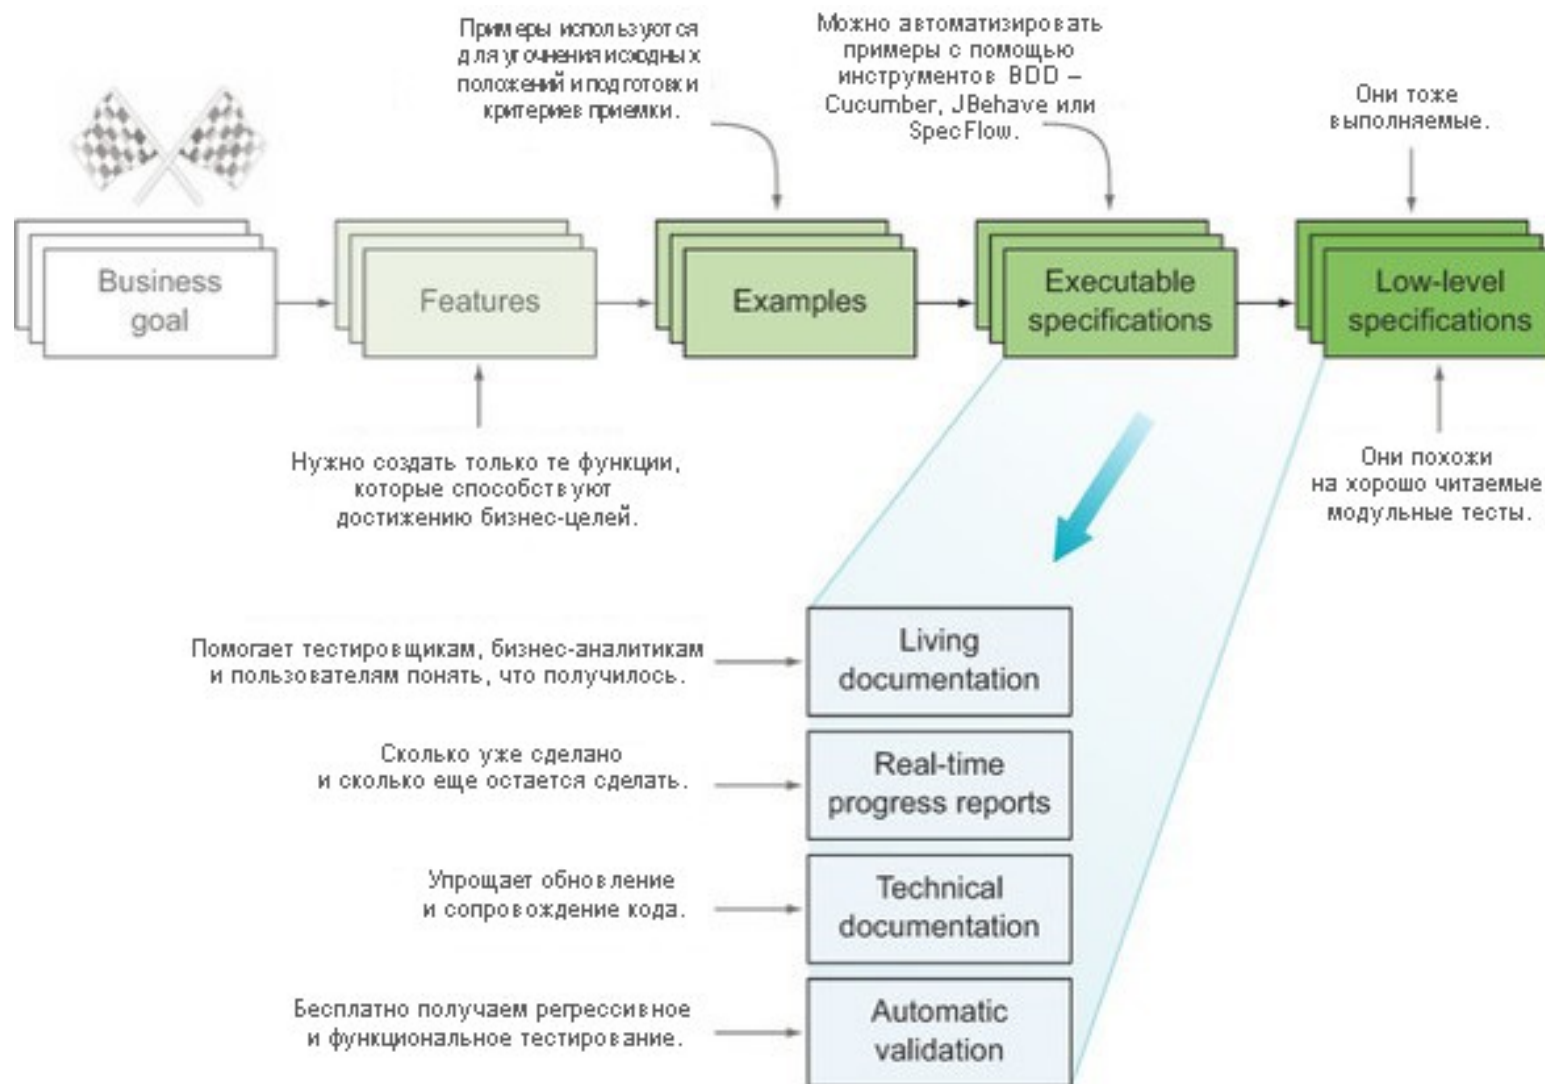 Примеры используются
для уточнения исходных
положений и подготовки
критериев приемки.
Можно автоматизировать
примеры с помощью
инструментов BDD –
Cucumber, JBehave или
SpecFlow.
Они тоже
выполняемые.
Business
goal
Features
Examples
Executable
specifications
Low-level
specifications
Нужно создать только те функции,
которые способствуют
достижению бизнес-целей.
Они похожи
на хорошо читаемые
модульные тесты.
Помогает тестировщикам, бизнес-аналитикам
и пользователям понять, что получилось.
Living
documentation
Сколько уже сделано
и сколько еще остается сделать.
Real-time
progress reports
Упрощает обновление
и сопровождение кода.
Technical
documentation
Бесплатно получаем регрессивное
и функциональное тестирование.
Automatic
validation